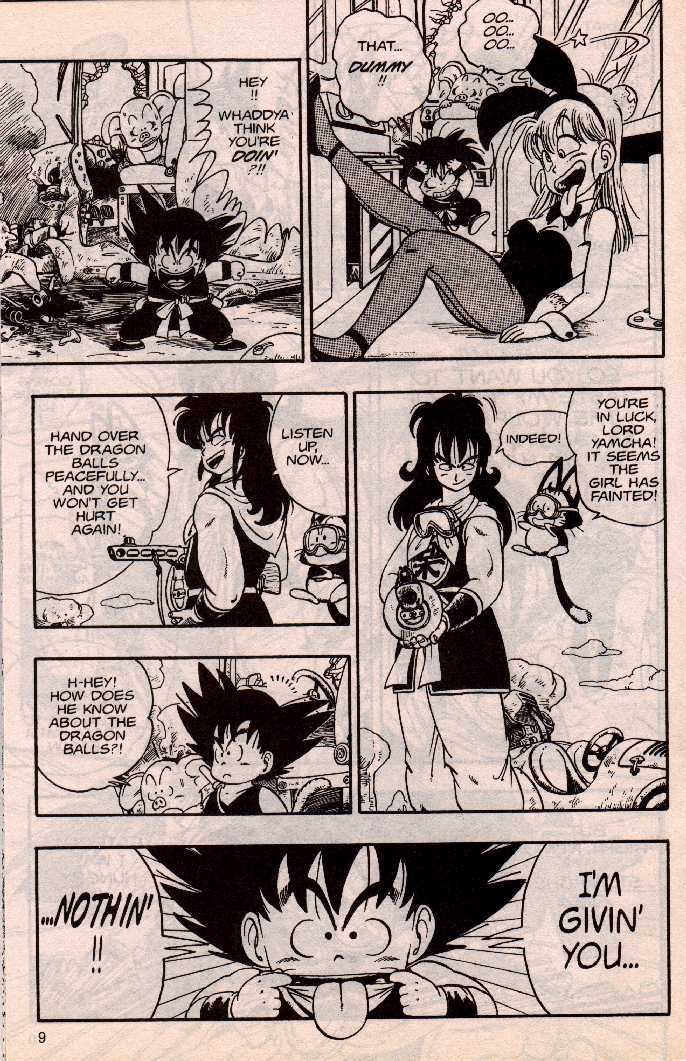 OO...
OO...
OO...
THAT...
DUMMY
!!
HEY
!!
WHADDYA
THINK
YOU'RE
DOIN'
?!!
YOU'RE
IN LUCK,
LORD
YAMCHA!
IT SEEMS
THE
GIRL HAS
FAINTED!
INDEED!
LISTEN
UP,
NOW...
HAND OVER
THE DRAGON
BALLS
PEACEFULLY...
AND YOU
WON'T GET
HURT
AGAIN!
H-HEY!
HOW DOES
HE KNOW
ABOUT THE
DRAGON
BALLS?!
I'M
GIVIN'
YOU...
...NOTHIN'
!!
9